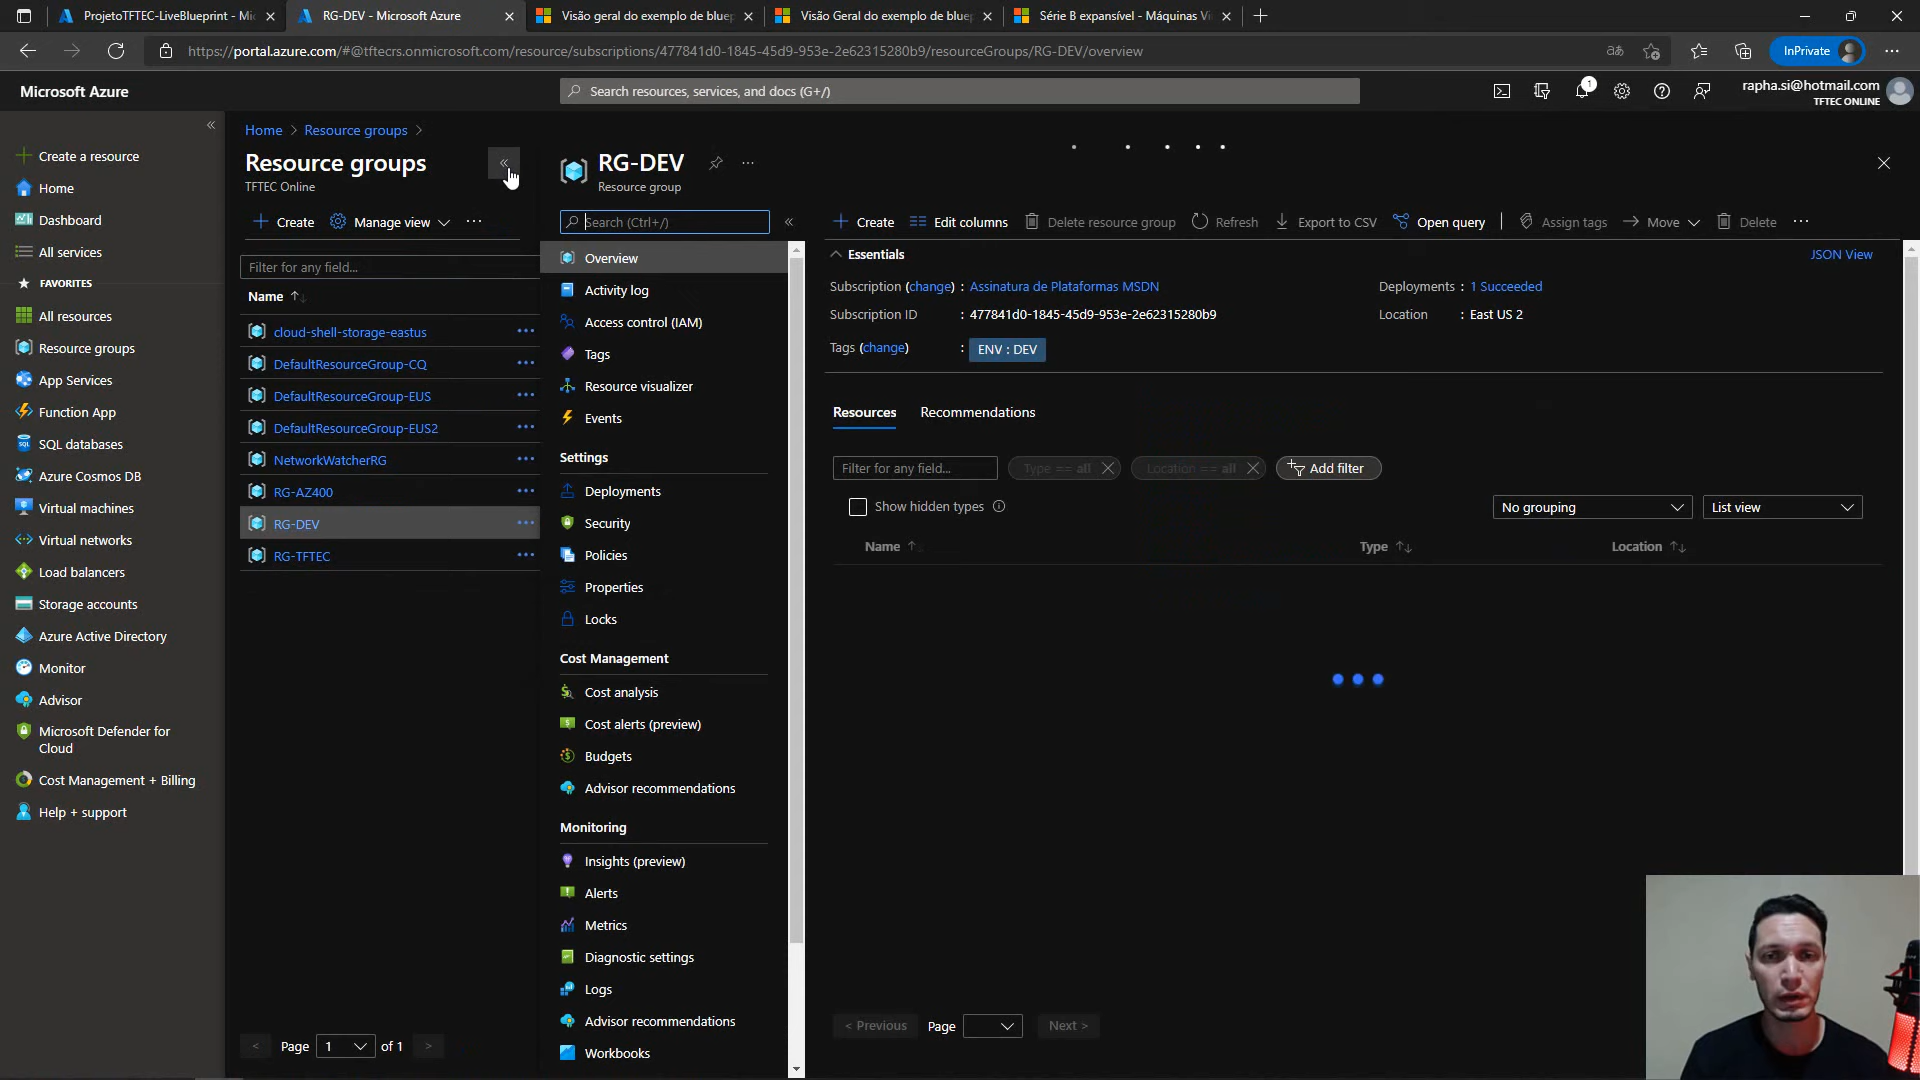 ProjetoTFTEC-LiveBlueprint - Mi
RG-DEV - Microsoft Azure
Visão geral do exemplo de bluep
Visão Geral do exemplo de bluep
Série B expansível - Máquinas Vi
https://portal.azure.com/#@tftecrs.onmicrosoft.com/resource/subscriptions/477841d0-1845-45d9-953e-2e62315280b9/resourceGroups/RG-DEV/overview
InPrivate
Microsoft Azure
Search resources, services, and docs (G+/)
1
rapha.si@hotmail.com
TFTEC ONLINE
Create a resource
Home
Dashboard
All services
FAVORITES
All resources
Resource groups
App Services
Function App
SQL databases
Azure Cosmos DB
Virtual machines
Virtual networks
Load balancers
Storage accounts
Azure Active Directory
Monitor
Advisor
Microsoft Defender for
Cloud
Cost Management + Billing
Help + support
Home > Resource groups >
Resource groups
TFTEC Online
Create
Manage view
Filter for any field...
Name
cloud-shell-storage-eastus
DefaultResourceGroup-CQ
DefaultResourceGroup-EUS
DefaultResourceGroup-EUS2
NetworkWatcherRG
RG-AZ400
RG-DEV
RG-TFTEC
< Page 1 of 1 >
RG-DEV
Resource group
Search (Ctrl+/)
Overview
Activity log
Access control (IAM)
Tags
Resource visualizer
Events
Settings
Deployments
Security
Policies
Properties
Locks
Cost Management
Cost analysis
Cost alerts (preview)
Budgets
Advisor recommendations
Monitoring
Insights (preview)
Alerts
Metrics
Diagnostic settings
Logs
Advisor recommendations
Workbooks
Create
Edit columns
Delete resource group
Refresh
Export to CSV
Open query
Assign tags
Move
Delete
Essentials
JSON View
Subscription (change) : Assinatura de Plataformas MSDN
Deployments : 1 Succeeded
Subscription ID : 477841d0-1845-45d9-953e-2e62315280b9
Location : East US 2
Tags (change) : ENV : DEV
Resources
Recommendations
Filter for any field...
Type == all
Location == all
Add filter
Show hidden types
No grouping
List view
Name
Type
Location
< Previous
Page
Next >